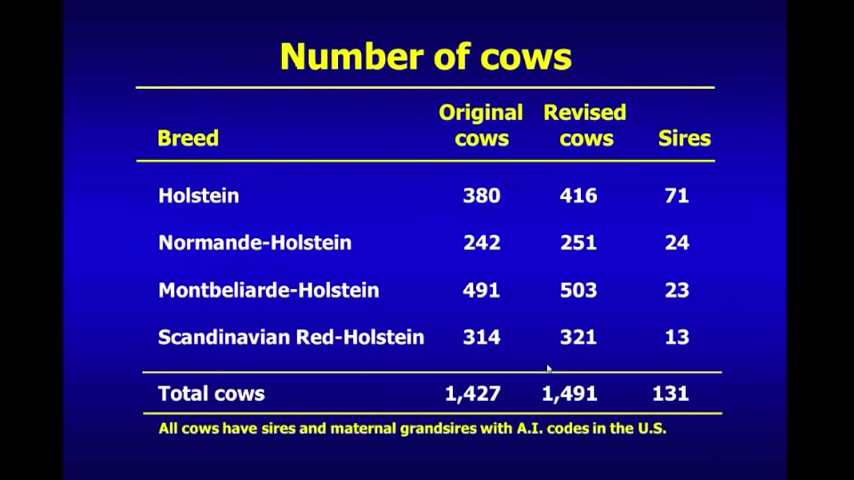 Number of cows
Original Revised
Breed cows cows Sires
Holstein 380 416 71
Normande-Holstein 242 251 24
Montbeliarde-Holstein 491 503 23
Scandinavian Red-Holstein 314 321 13
Total cows 1,427 1,491 131
All cows have sires and maternal grandsires with A.I. codes in the U.S.